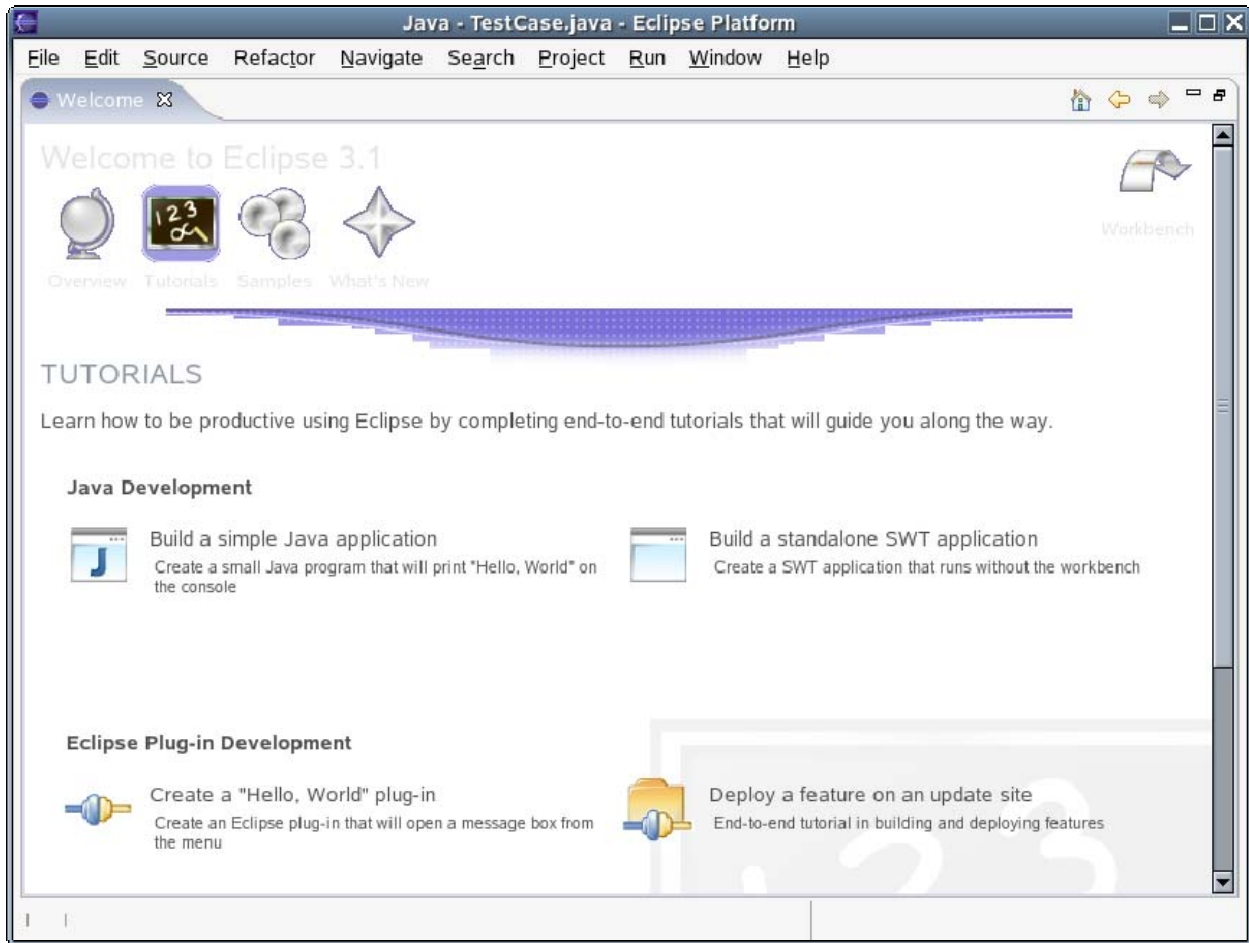 Java - TestCase.java - Eclipse Platform
File Edit Source Refactor Navigate Search Project Run Window Help
Welcome
Welcome to Eclipse 3.1
Workbench
Overview Tutorials Samples What's New
TUTORIALS
Learn how to be productive using Eclipse by completing end-to-end tutorials that will guide you along the way.
Java Development
Build a simple Java application
Create a small Java program that will print "Hello, World" on
the console
Build a standalone SWT application
Create a SWT application that runs without the workbench
Eclipse Plug-in Development
Create a "Hello, World" plug-in
Create an Eclipse plug-in that will open a message box from
the menu
Deploy a feature on an update site
End-to-end tutorial in building and deploying features
123
J
123